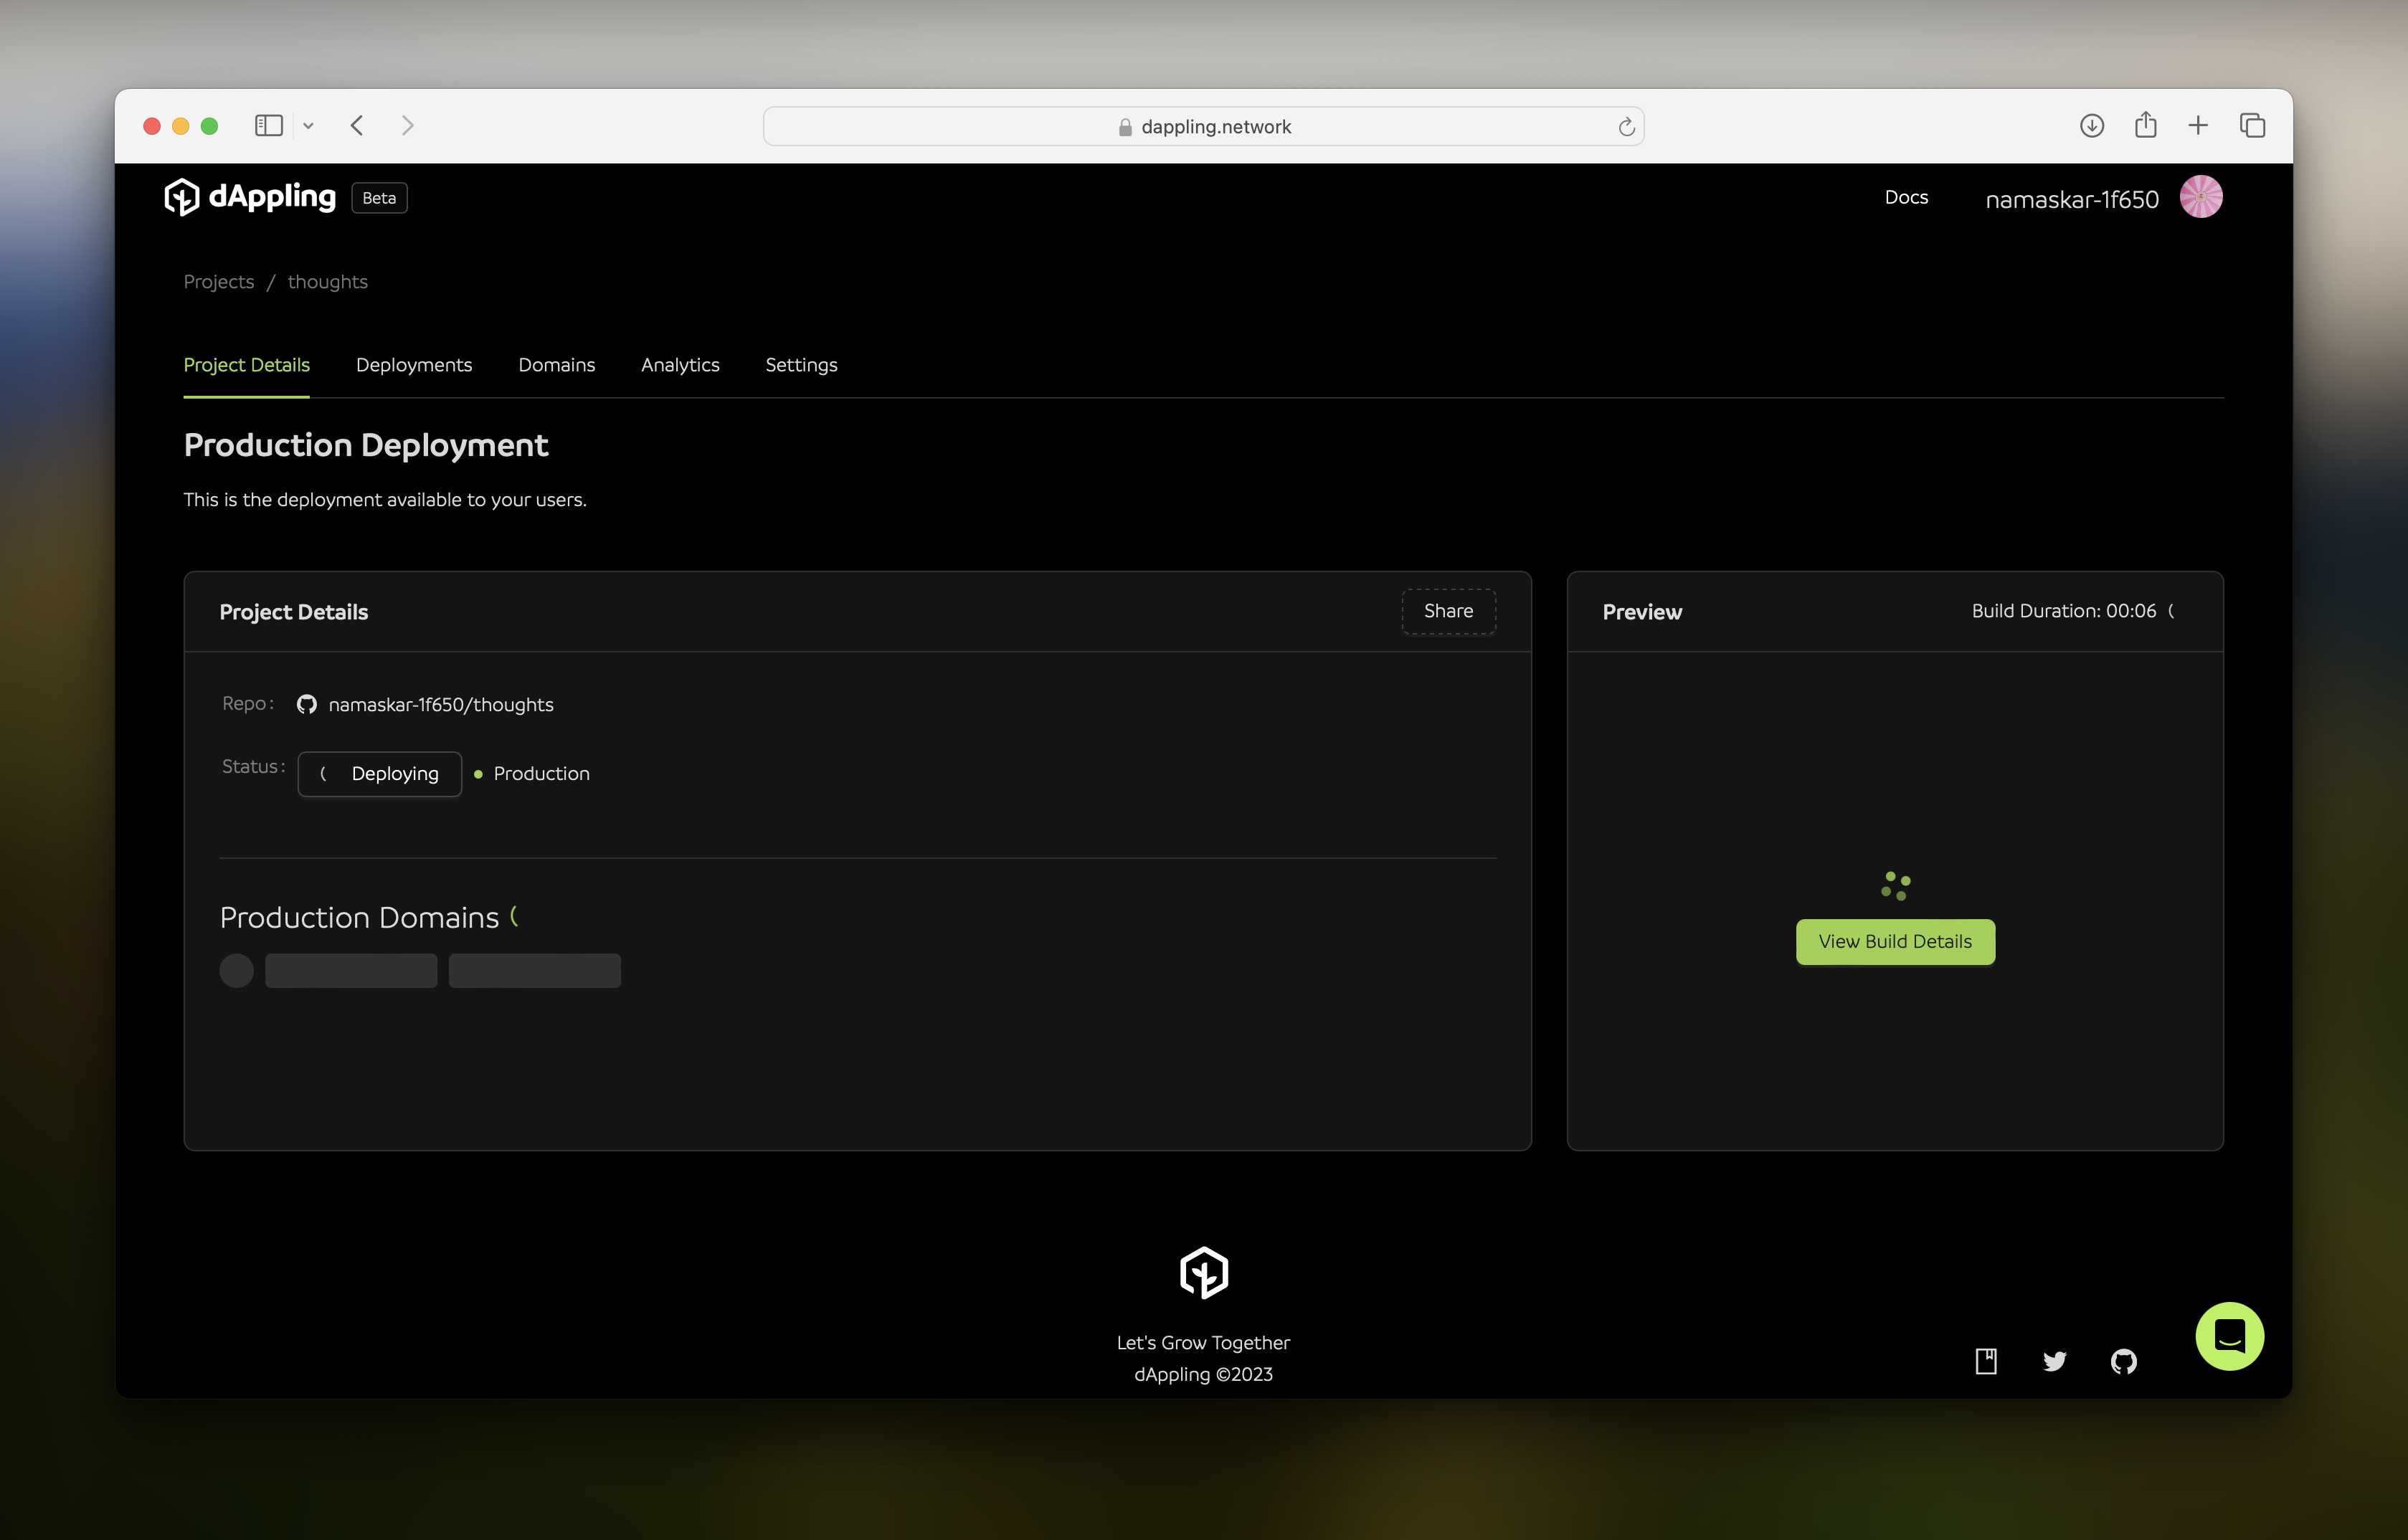 dappling.network
dAppling Beta
Docs namaskar-1f650
Projects / thoughts
Project Details Deployments Domains Analytics Settings
Production Deployment
This is the deployment available to your users.
Project Details Share
Repo: namaskar-1f650/thoughts
Status: Deploying Production
Production Domains
Preview Build Duration: 00:06
View Build Details
Let's Grow Together
dAppling ©2023